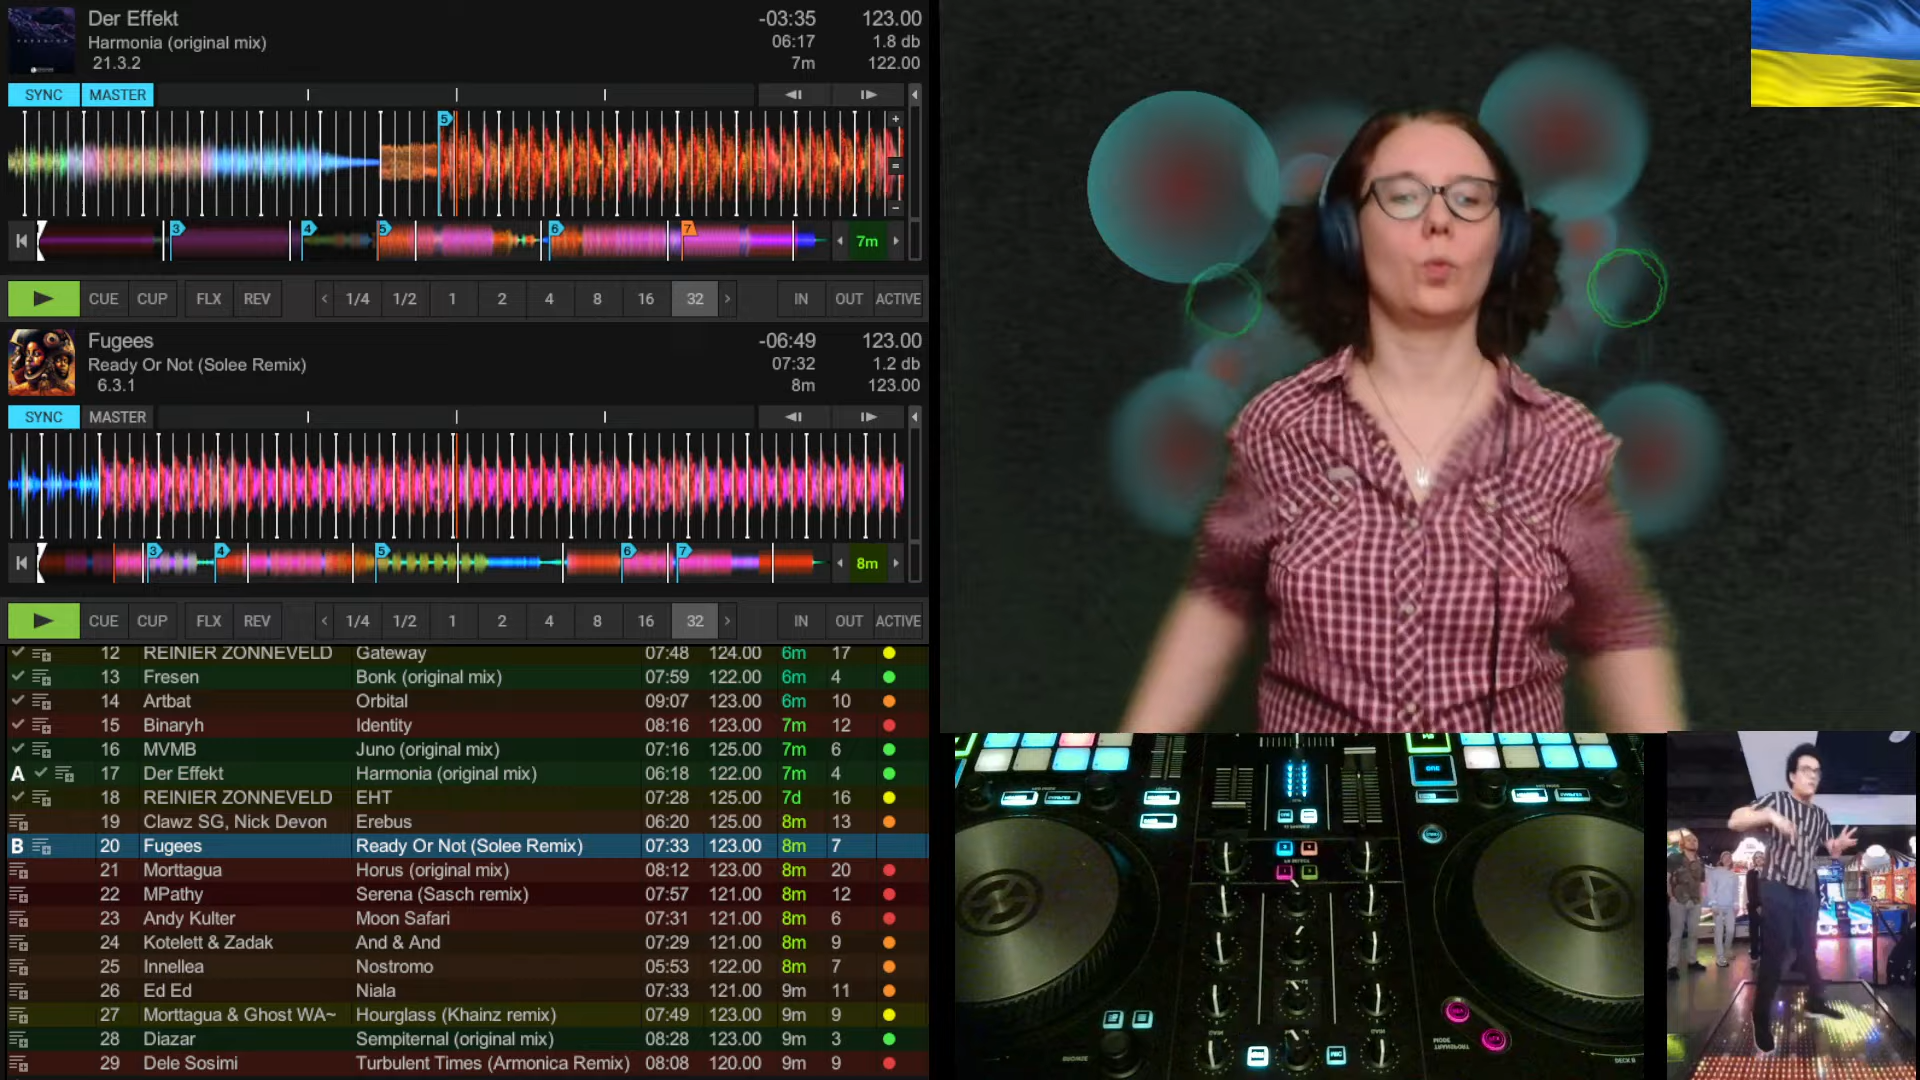 Der Effekt -03:35 123.00
Harmonia (original mix) 06:17 1.8 db
21.3.2 7m 122.00
SYNC MASTER
5
3 4 5 6 7 7m
CUE CUP FLX REV 1/4 1/2 1 2 4 8 16 32 IN OUT ACTIVE
Fugees -06:49 123.00
Ready Or Not (Solee Remix) 07:32 1.2 db
6.3.1 8m 123.00
SYNC MASTER
3 4 5 6 7 8m
CUE CUP FLX REV 1/4 1/2 1 2 4 8 16 32 IN OUT ACTIVE
12 REINIER ZONNEVELD Gateway 07:48 124.00 6m 17
13 Fresen Bonk (original mix) 07:59 122.00 6m 4
14 Artbat Orbital 09:07 123.00 6m 10
15 Binaryh Identity 08:16 123.00 7m 12
16 MVMB Juno (original mix) 07:16 125.00 7m 6
A 17 Der Effekt Harmonia (original mix) 06:18 122.00 7m 4
18 REINIER ZONNEVELD EHT 07:28 125.00 7d 16
19 Clawz SG, Nick Devon Erebus 06:20 125.00 8m 13
B 20 Fugees Ready Or Not (Solee Remix) 07:33 123.00 8m 7
21 Morttagua Horus (original mix) 08:12 123.00 8m 20
22 MPathy Serena (Sasch remix) 07:57 121.00 8m 12
23 Andy Kulter Moon Safari 07:31 121.00 8m 6
24 Kotelett & Zadak And & And 07:29 121.00 8m 9
25 Innellea Nostromo 05:53 122.00 8m 7
26 Ed Ed Niala 07:33 121.00 9m 11
27 Morttagua & Ghost WA~ Hourglass (Khainz remix) 07:49 123.00 9m 9
28 Diazar Sempiternal (original mix) 08:28 123.00 9m 3
29 Dele Sosimi Turbulent Times (Armonica Remix) 08:08 120.00 9m 9